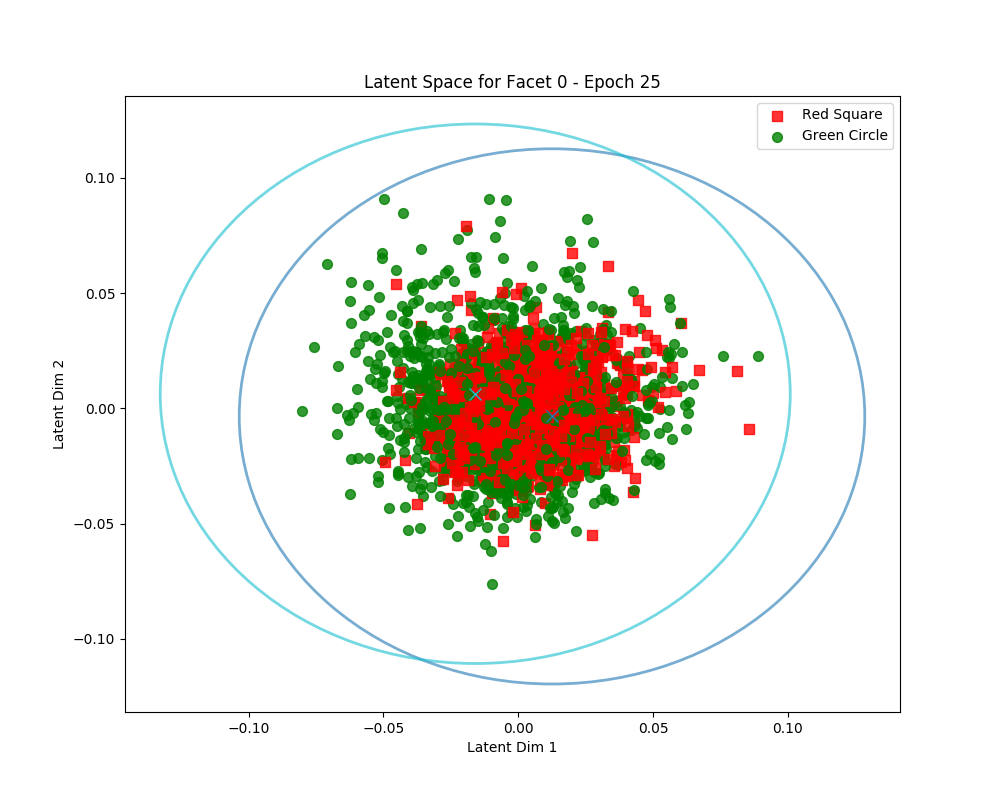 Latent Space for Facet 0 - Epoch 25
Red Square
Green Circle
0.10
0.05
0.00
−0.05
−0.10
Latent Dim 2
−0.10
−0.05
0.00
0.05
0.10
Latent Dim 1